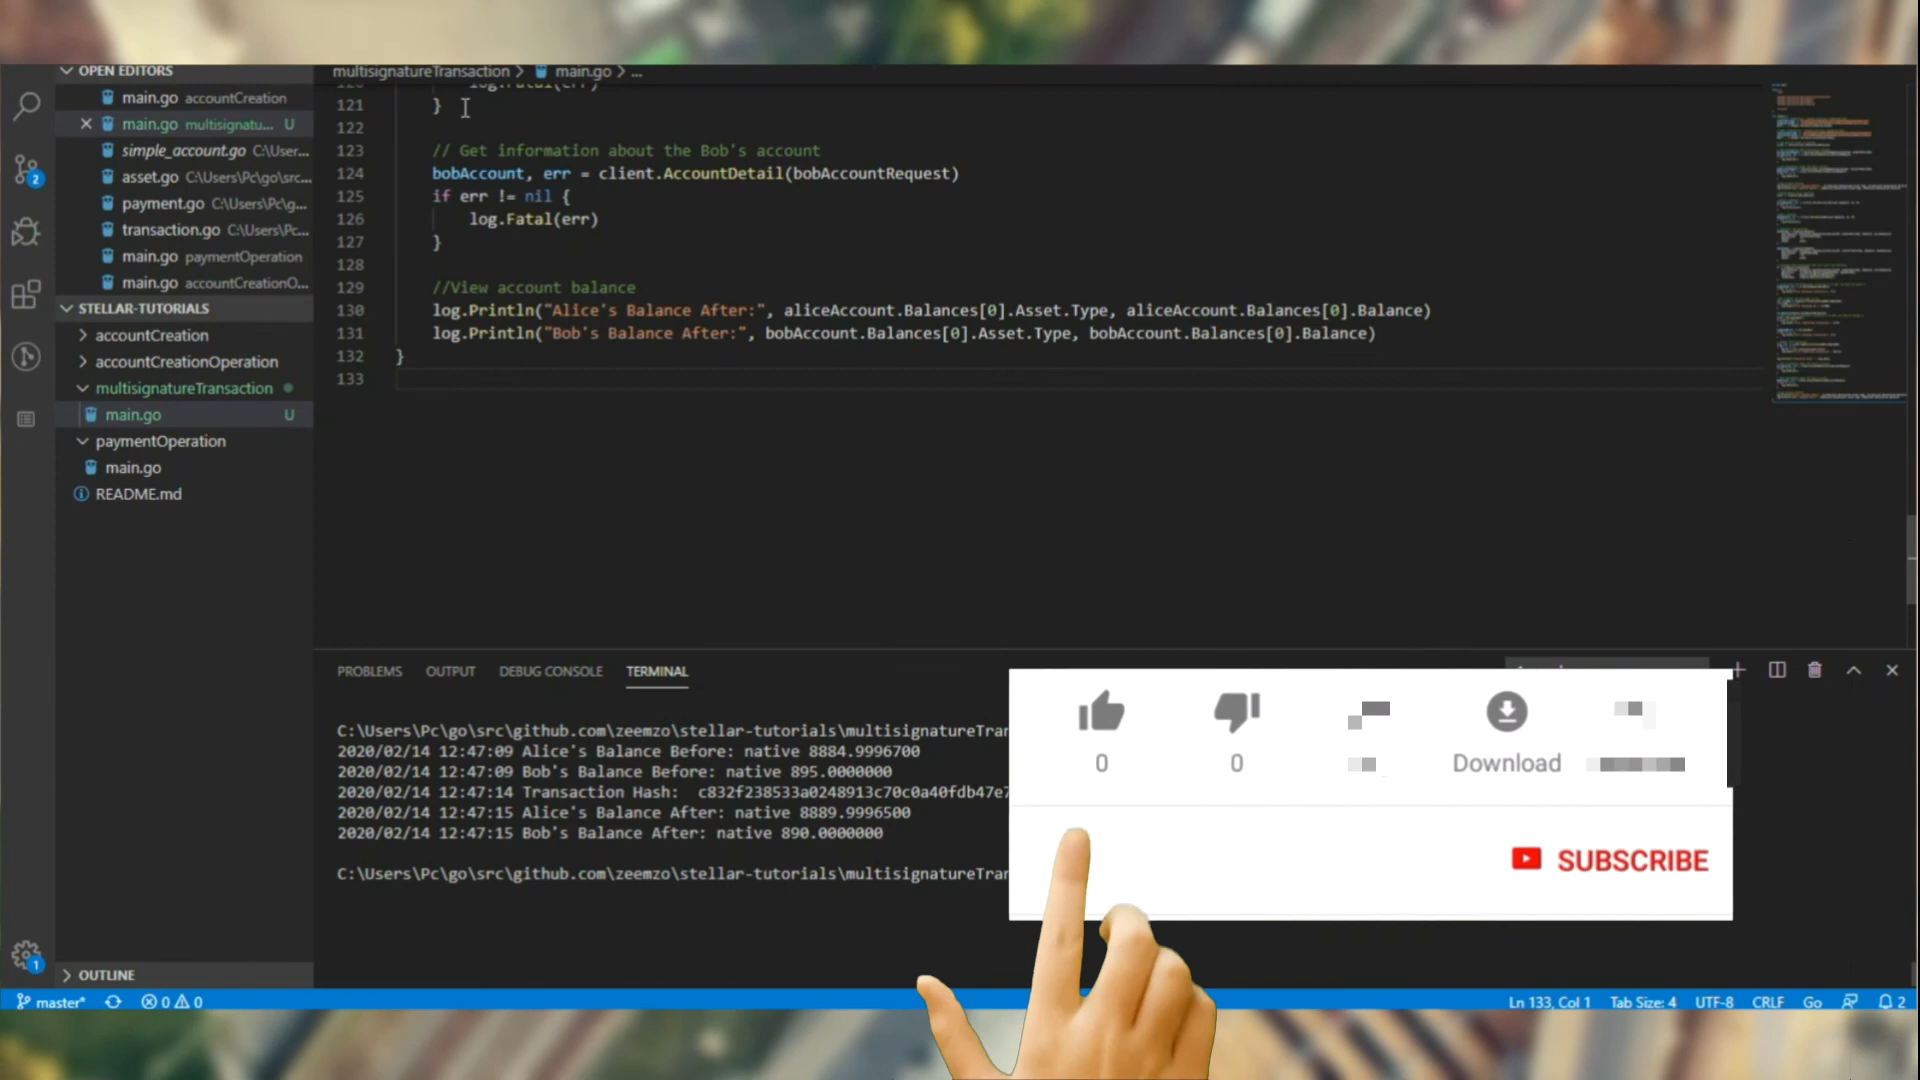 OPEN EDITORS
main.go accountCreation
main.go multisignatu... U
simple_account.go C:\User...
asset.go C:\Users\Pc\go\src...
payment.go C:\Users\Pc\g...
transaction.go C:\Users\Pc...
main.go paymentOperation
main.go accountCreationO...
STELLAR-TUTORIALS
accountCreation
accountCreationOperation
multisignatureTransaction
main.go U
paymentOperation
main.go
README.md
OUTLINE
2
1
multisignatureTransaction > main.go > ...
121 }
122
123 // Get information about the Bob's account
124 bobAccount, err = client.AccountDetail(bobAccountRequest)
125 if err != nil {
126 log.Fatal(err)
127 }
128
129 //View account balance
130 log.Println("Alice's Balance After:", aliceAccount.Balances[0].Asset.Type, aliceAccount.Balances[0].Balance)
131 log.Println("Bob's Balance After:", bobAccount.Balances[0].Asset.Type, bobAccount.Balances[0].Balance)
132 }
133
PROBLEMS OUTPUT DEBUG CONSOLE TERMINAL
C:\Users\Pc\go\src\github.com\zeemzo\stellar-tutorials\multisignatureTran
2020/02/14 12:47:09 Alice's Balance Before: native 8884.9996700
2020/02/14 12:47:09 Bob's Balance Before: native 895.0000000
2020/02/14 12:47:14 Transaction Hash: c832f238533a0248913c70c0a40fdb47e7
2020/02/14 12:47:15 Alice's Balance After: native 8889.9996500
2020/02/14 12:47:15 Bob's Balance After: native 890.0000000
C:\Users\Pc\go\src\github.com\zeemzo\stellar-tutorials\multisignatureTran
0 0 Download
SUBSCRIBE
master* 0 0 Ln 133, Col 1 Tab Size: 4 UTF-8 CRLF Go 2